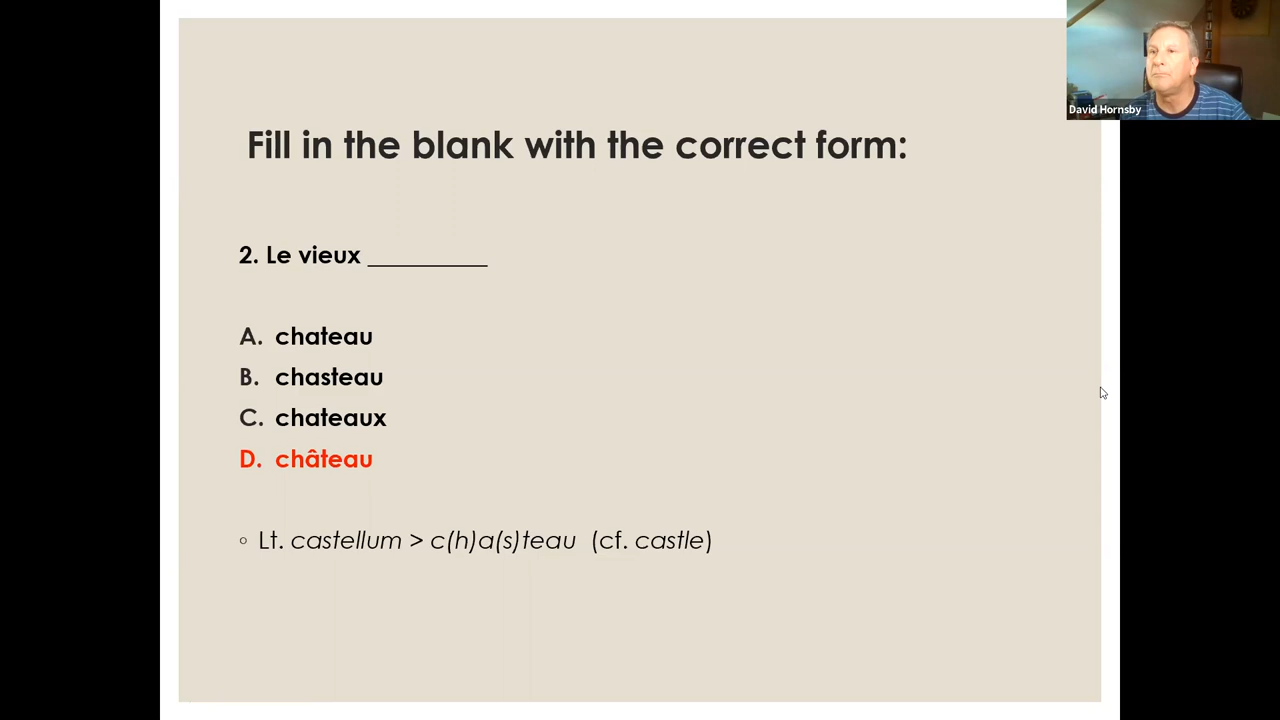 David Hornsby
Fill in the blank with the correct form:
2. Le vieux __________
A. chateau
B. chasteau
C. chateaux
D. château
◦ Lt. castellum > c(h)a(s)teau (cf. castle)